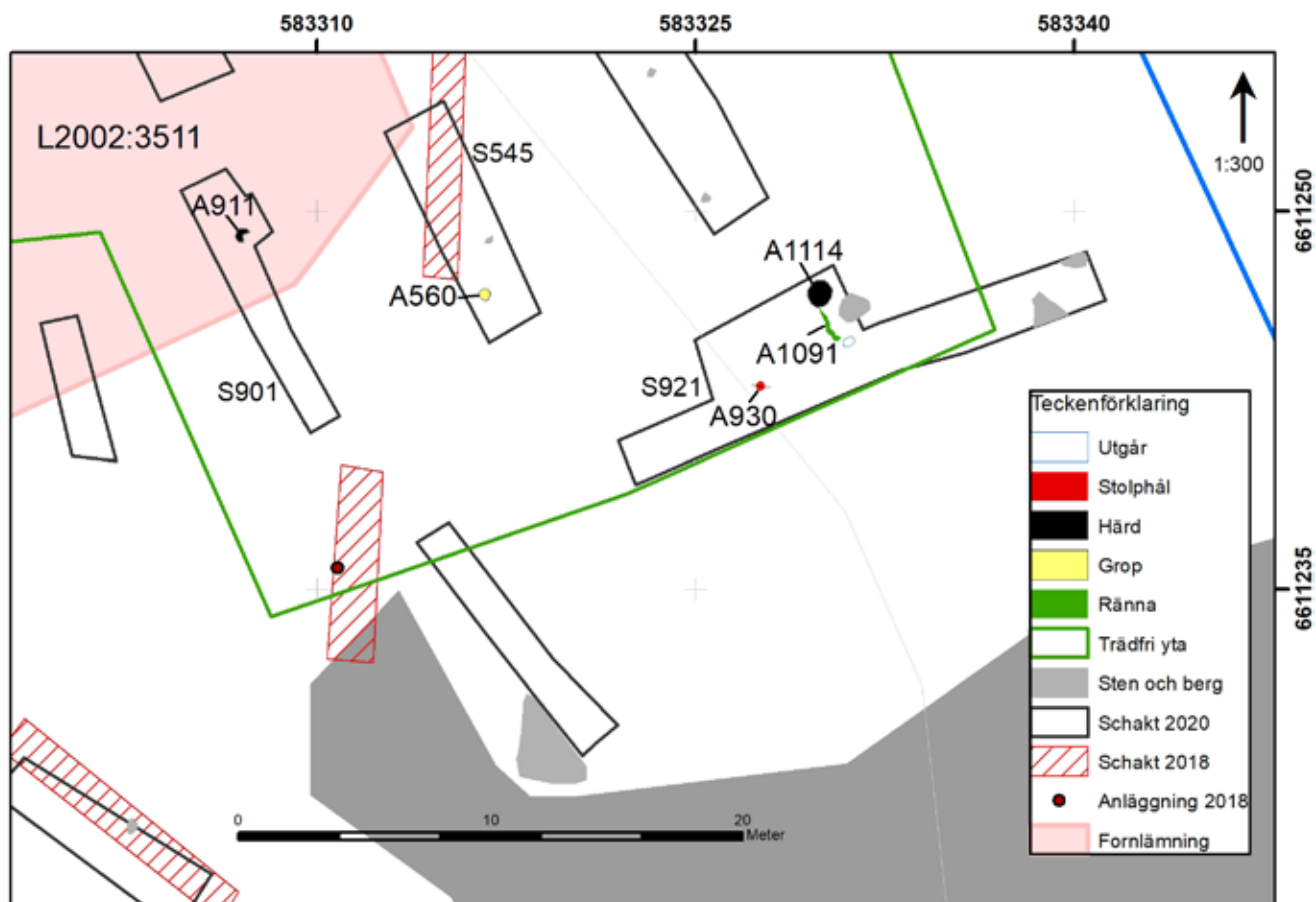 583310
583325
583340
L2002:3511
1:300
S545
A911
6611250
A1114
A560
A1091
S921
S901
A930
Teckenförklaring
Utgår
Stolphål
Härd
Grop
Ränna
Trädfri yta
Sten och berg
Schakt 2020
Schakt 2018
Anläggning 2018
Fornlämning
6611235
0 10 20
Meter